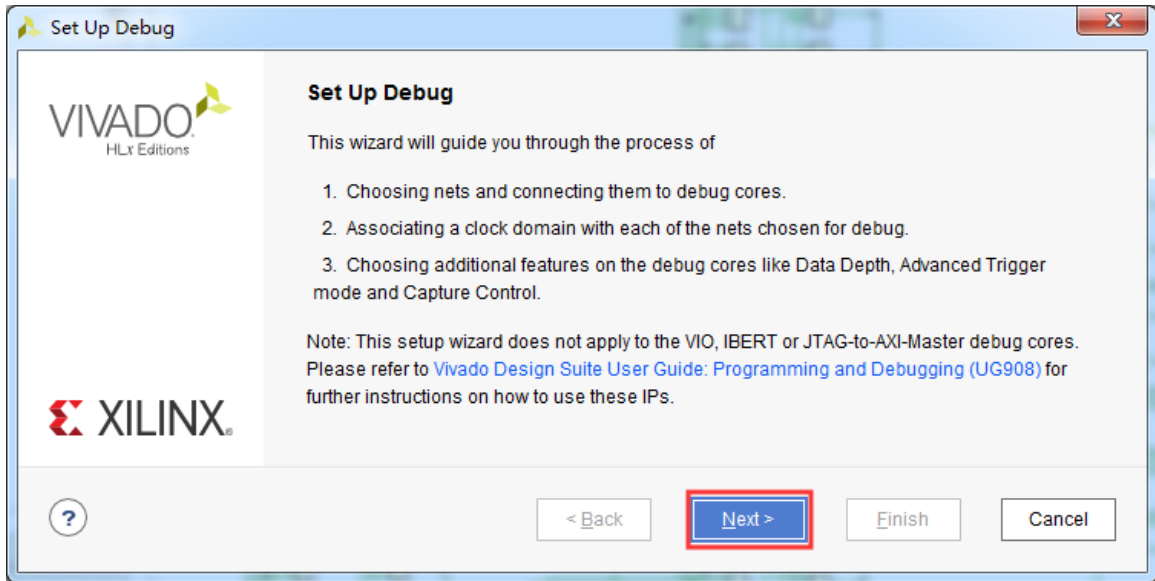 Set Up Debug
X
VIVADO.
HLx Editions
Set Up Debug
This wizard will guide you through the process of
1. Choosing nets and connecting them to debug cores.
2. Associating a clock domain with each of the nets chosen for debug.
3. Choosing additional features on the debug cores like Data Depth, Advanced Trigger
mode and Capture Control.
Note: This setup wizard does not apply to the VIO, IBERT or JTAG-to-AXI-Master debug cores.
Please refer to Vivado Design Suite User Guide: Programming and Debugging (UG908) for
further instructions on how to use these IPs.
XILINX®
?
< Back
Next >
Finish
Cancel